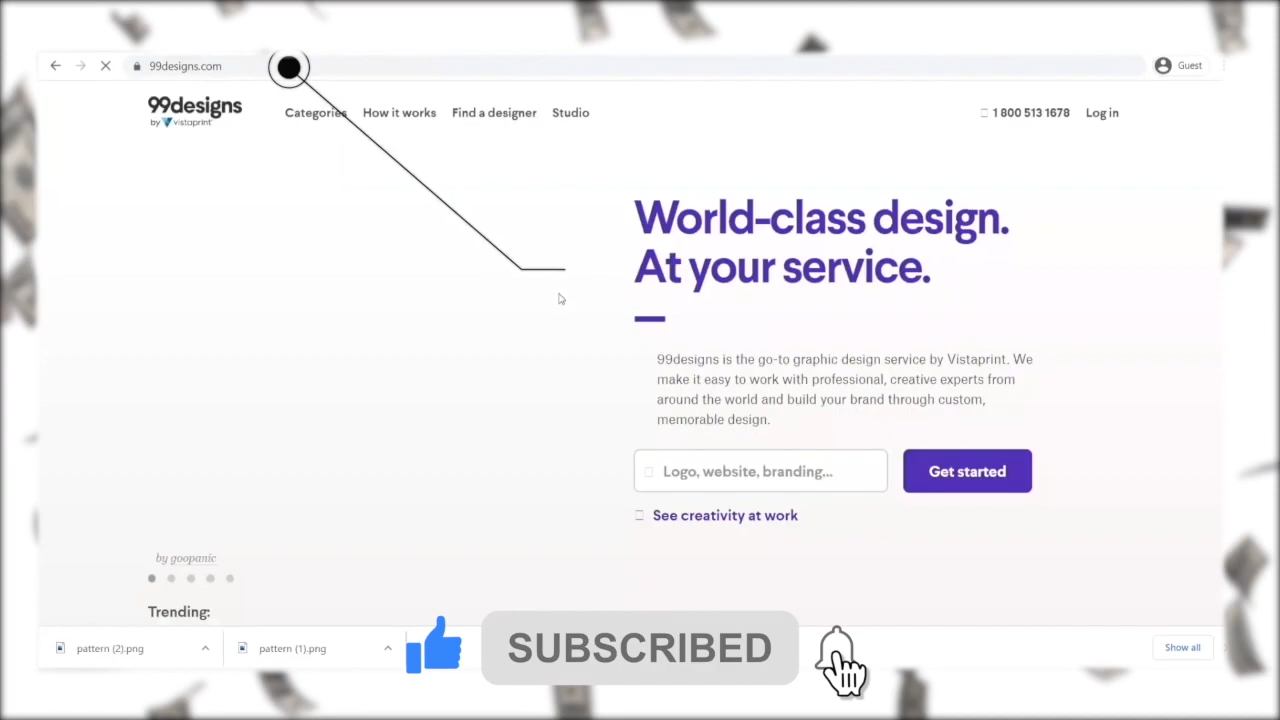 99designs.com
Guest
99designs
by vistaprint
Categories How it works Find a designer Studio
1 800 513 1678 Log in
World-class design.
At your service.
99designs is the go-to graphic design service by Vistaprint. We
make it easy to work with professional, creative experts from
around the world and build your brand through custom,
memorable design.
Logo, website, branding...
Get started
See creativity at work
by goopanic
Trending:
pattern (2).png
pattern (1).png
SUBSCRIBED
Show all